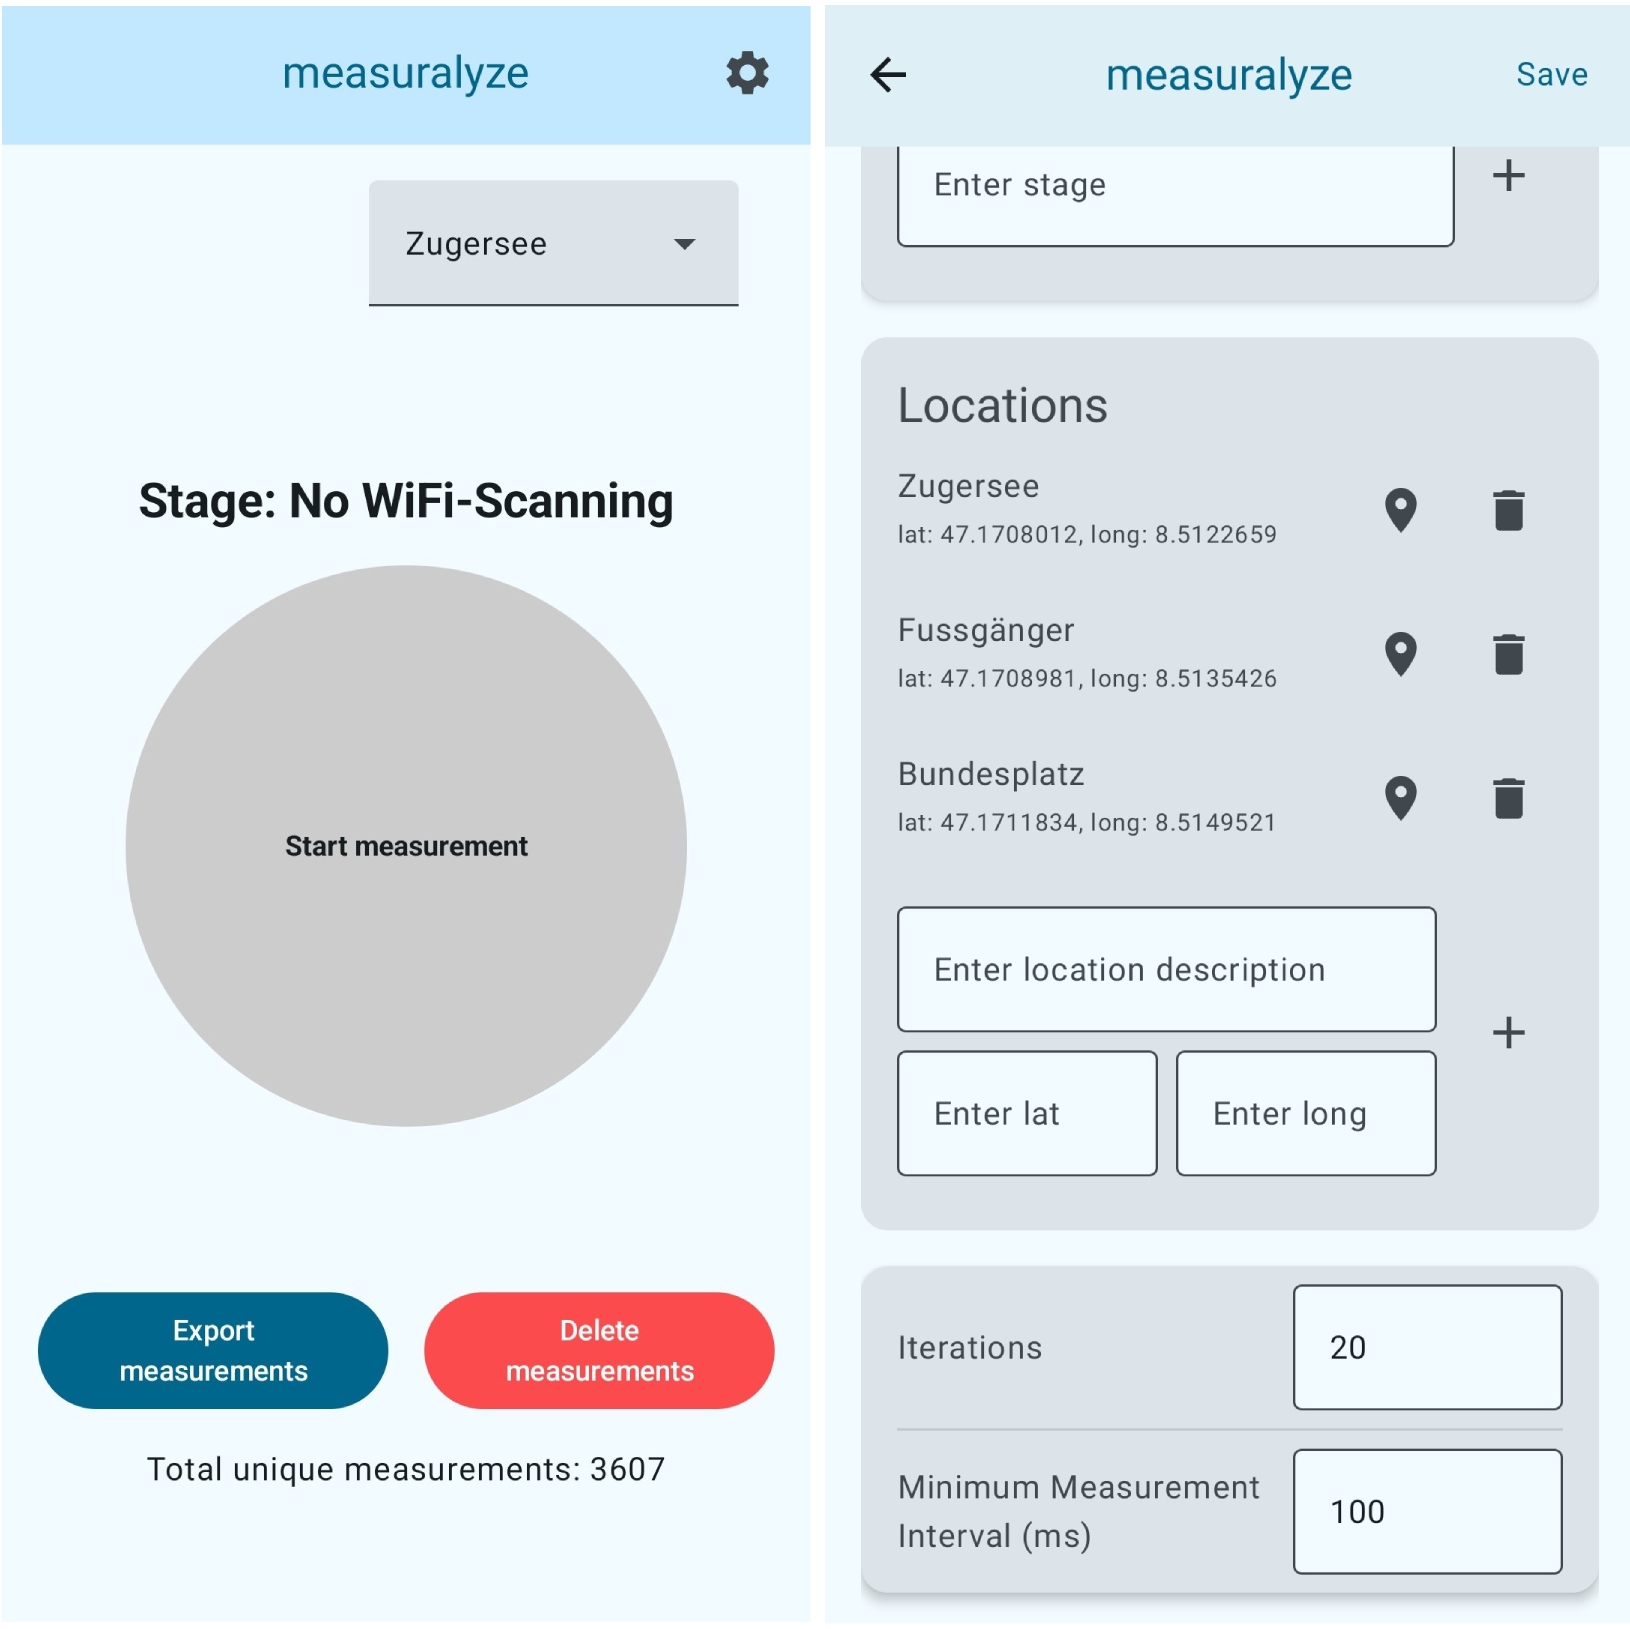 measuralyze
Zugersee
Stage: No WiFi-Scanning
Start measurement
Export
measurements
Delete
measurements
Total unique measurements: 3607
measuralyze
Save
Enter stage
Locations
Zugersee
lat: 47.1708012, long: 8.5122659
Fussgänger
lat: 47.1708981, long: 8.5135426
Bundesplatz
lat: 47.1711834, long: 8.5149521
Enter location description
Enter lat
Enter long
Iterations
20
Minimum Measurement
Interval (ms)
100